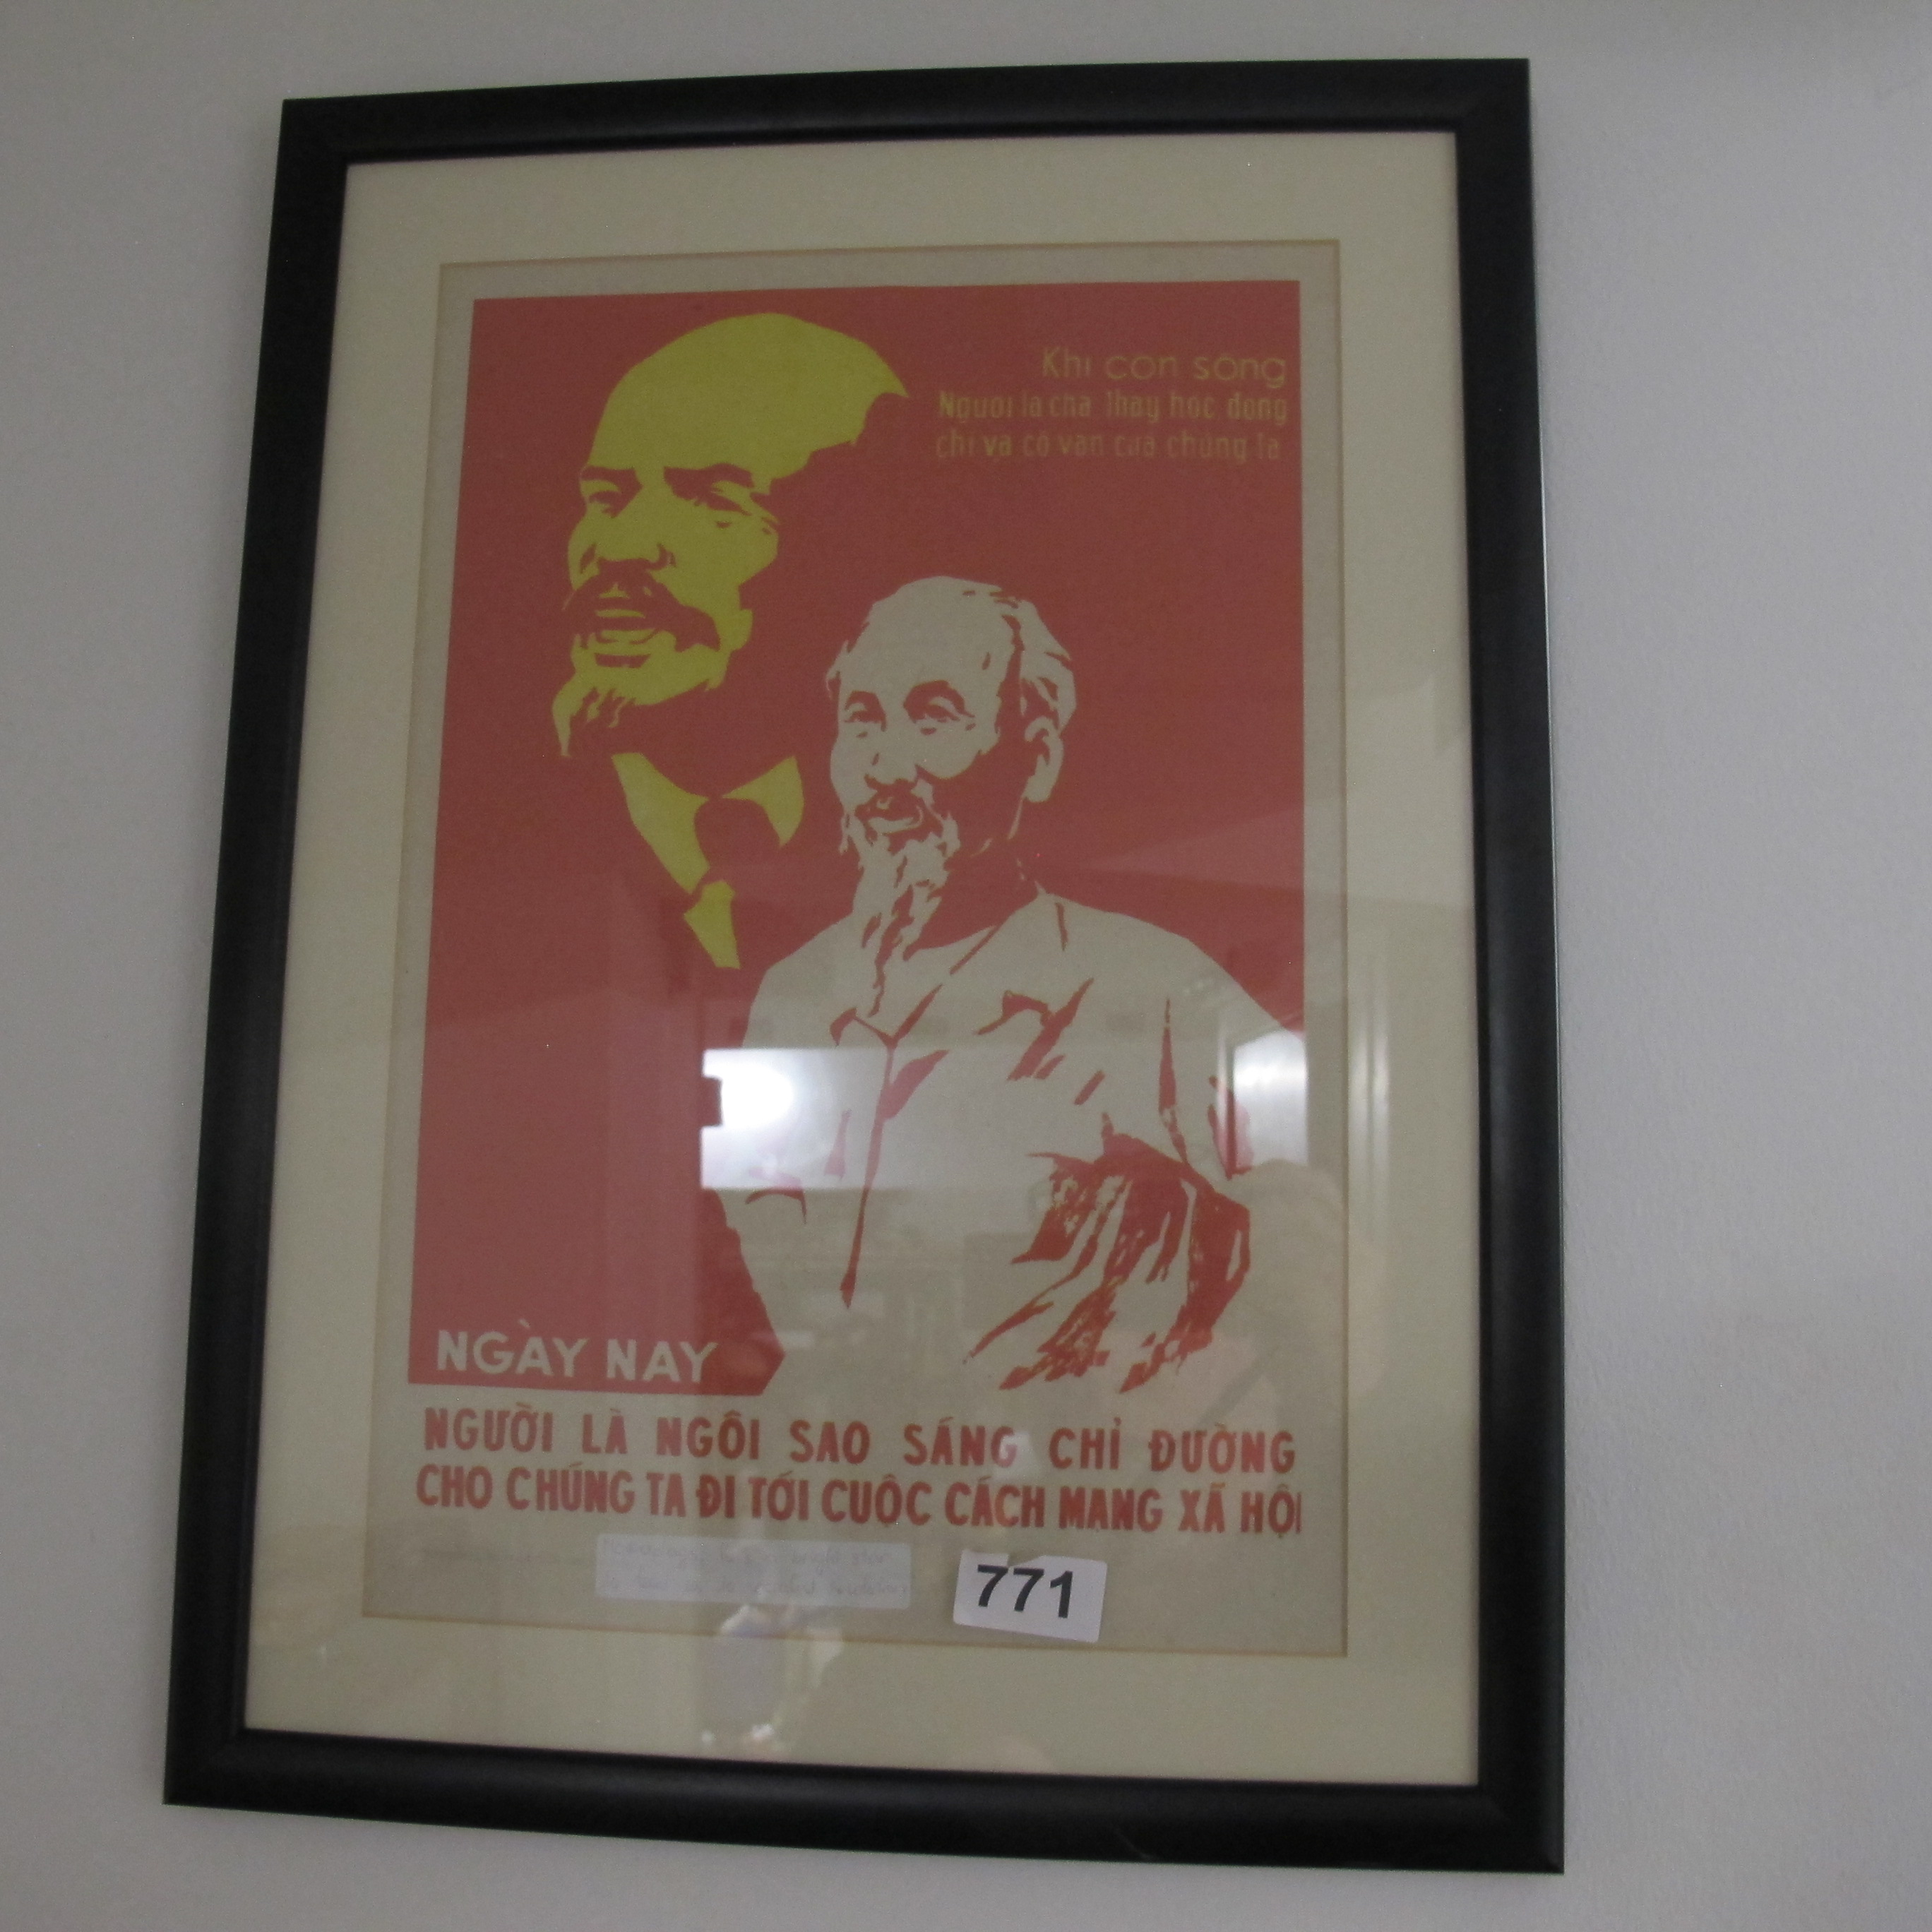 Khi còn sống
Người là cha Thầy học đồng
chí và cố vấn của chúng ta
NGÀY NAY
NGƯỜI LÀ NGÔI SAO SÁNG CHỈ ĐƯỜNG
CHO CHÚNG TA ĐI TỚI CUỘC CÁCH MẠNG XÃ HỘI
771